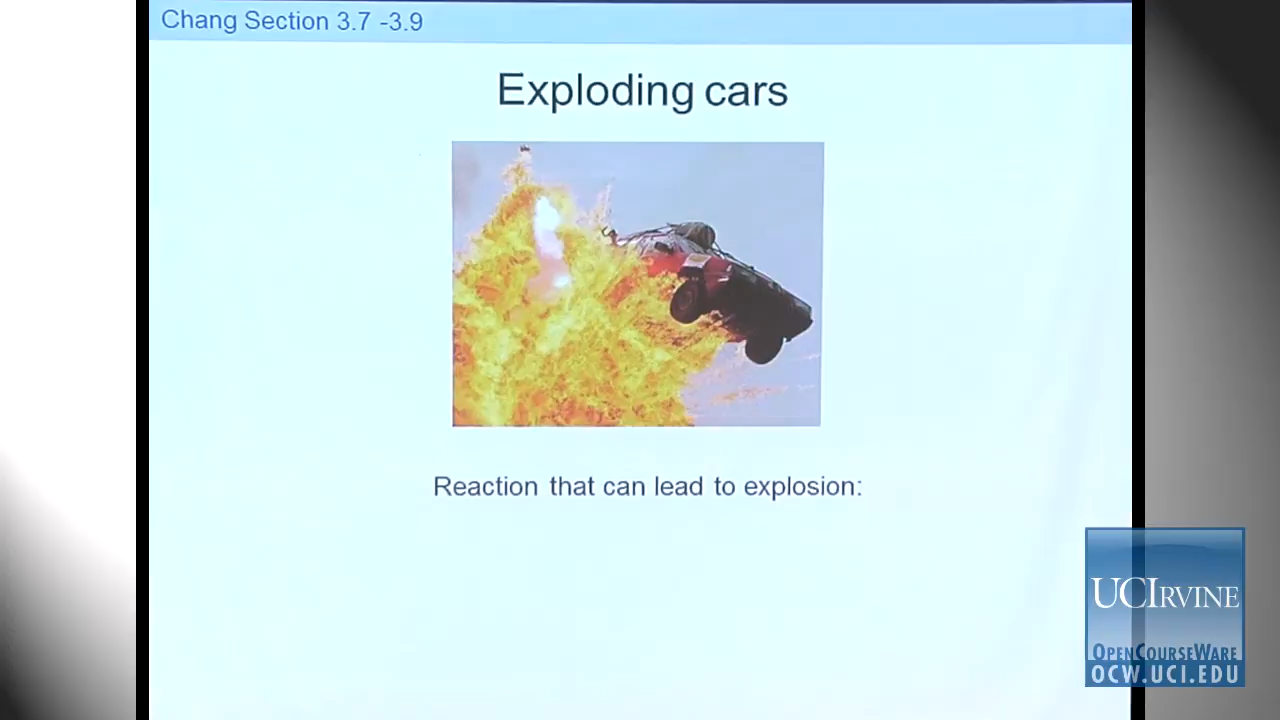 Chang Section 3.7 -3.9
Exploding cars
Reaction that can lead to explosion:
UCIRVINE
OPENCOURSEWARE
OCW.UCI.EDU